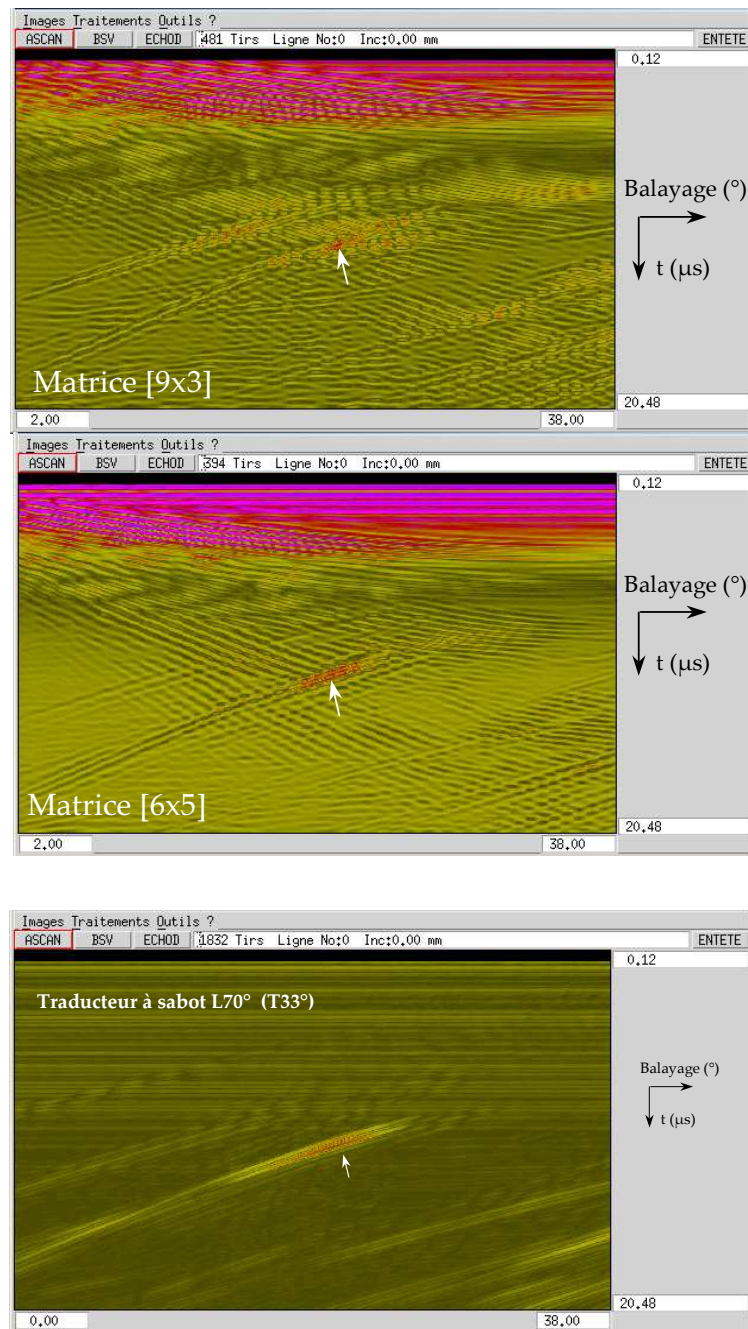 Images Traitements Outils ?
ASCAN BSV ECHOD 481 Tirs Ligne No:0 Inc:0,00 mm ENTETE
0,12
Balayage (°)
t (µs)
Matrice [9x3]
20,48
2,00 38,00
Images Traitements Outils ?
ASCAN BSV ECHOD 394 Tirs Ligne No:0 Inc:0,00 mm ENTETE
0,12
Balayage (°)
t (µs)
Matrice [6x5]
20,48
2,00 38,00
Images Traitements Outils ?
ASCAN BSV ECHOD 1832 Tirs Ligne No:0 Inc:0,00 mm ENTETE
0,12
Traducteur à sabot L70° (T33°)
Balayage (°)
t (µs)
20,48
0,00 38,00